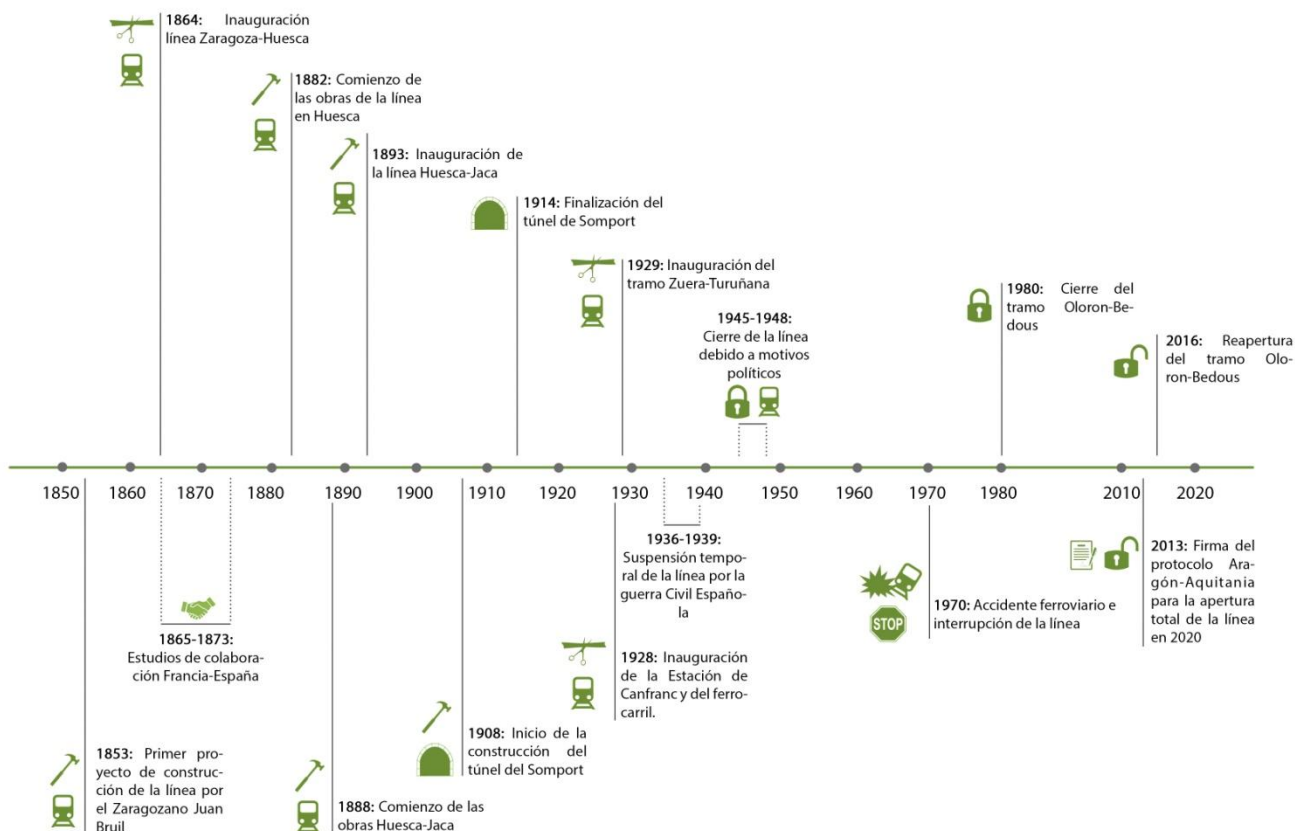 1864: Inauguración
línea Zaragoza-Huesca
1882: Comienzo de
las obras de la línea
en Huesca
1893: Inauguración de
la línea Huesca-Jaca
1914: Finalización del
túnel de Somport
1929: Inauguración del
tramo Zuera-Turuñana
1945-1948:
Cierre de la línea
debido a motivos
políticos
1980: Cierre del
tramo Oloron-Be-
dous
2016: Reapertura
del tramo Olo-
ron-Bedous
1850 1860 1870 1880 1890 1900 1910 1920 1930 1940 1950 1960 1970 1980 2010 2020
1865-1873:
Estudios de colabora-
ción Francia-España
1936-1939:
Suspensión tempo-
ral de la línea por la
guerra Civil Españo-
la
STOP
1970: Accidente ferroviario e
interrupción de la línea
2013: Firma del
protocolo Ara-
gón-Aquitania
para la apertura
total de la línea
en 2020
1928: Inauguración
de la Estación de
Canfranc y del ferro-
carril.
1908: Inicio de la
construcción del
túnel del Somport
1853: Primer pro-
yecto de construc-
ción de la línea por
el Zaragozano Juan
Bruil
1888: Comienzo de las
obras Huesca-Jaca